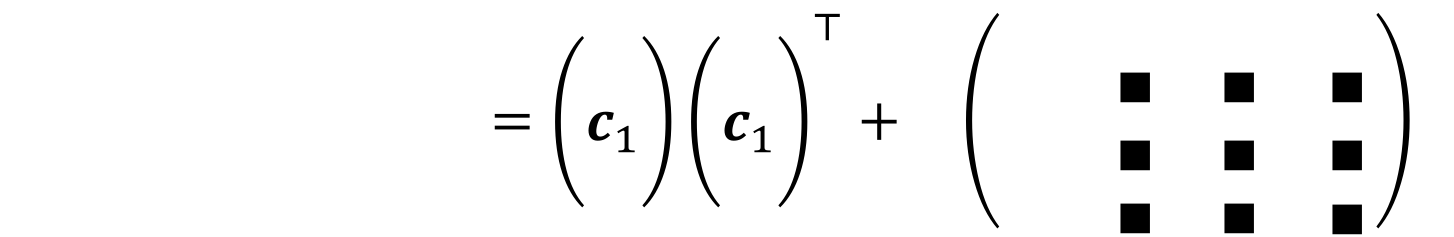 = (𝒄₁) (𝒄₁)ᵀ + ( ■ ■ ■
■ ■ ■
■ ■ ■ )